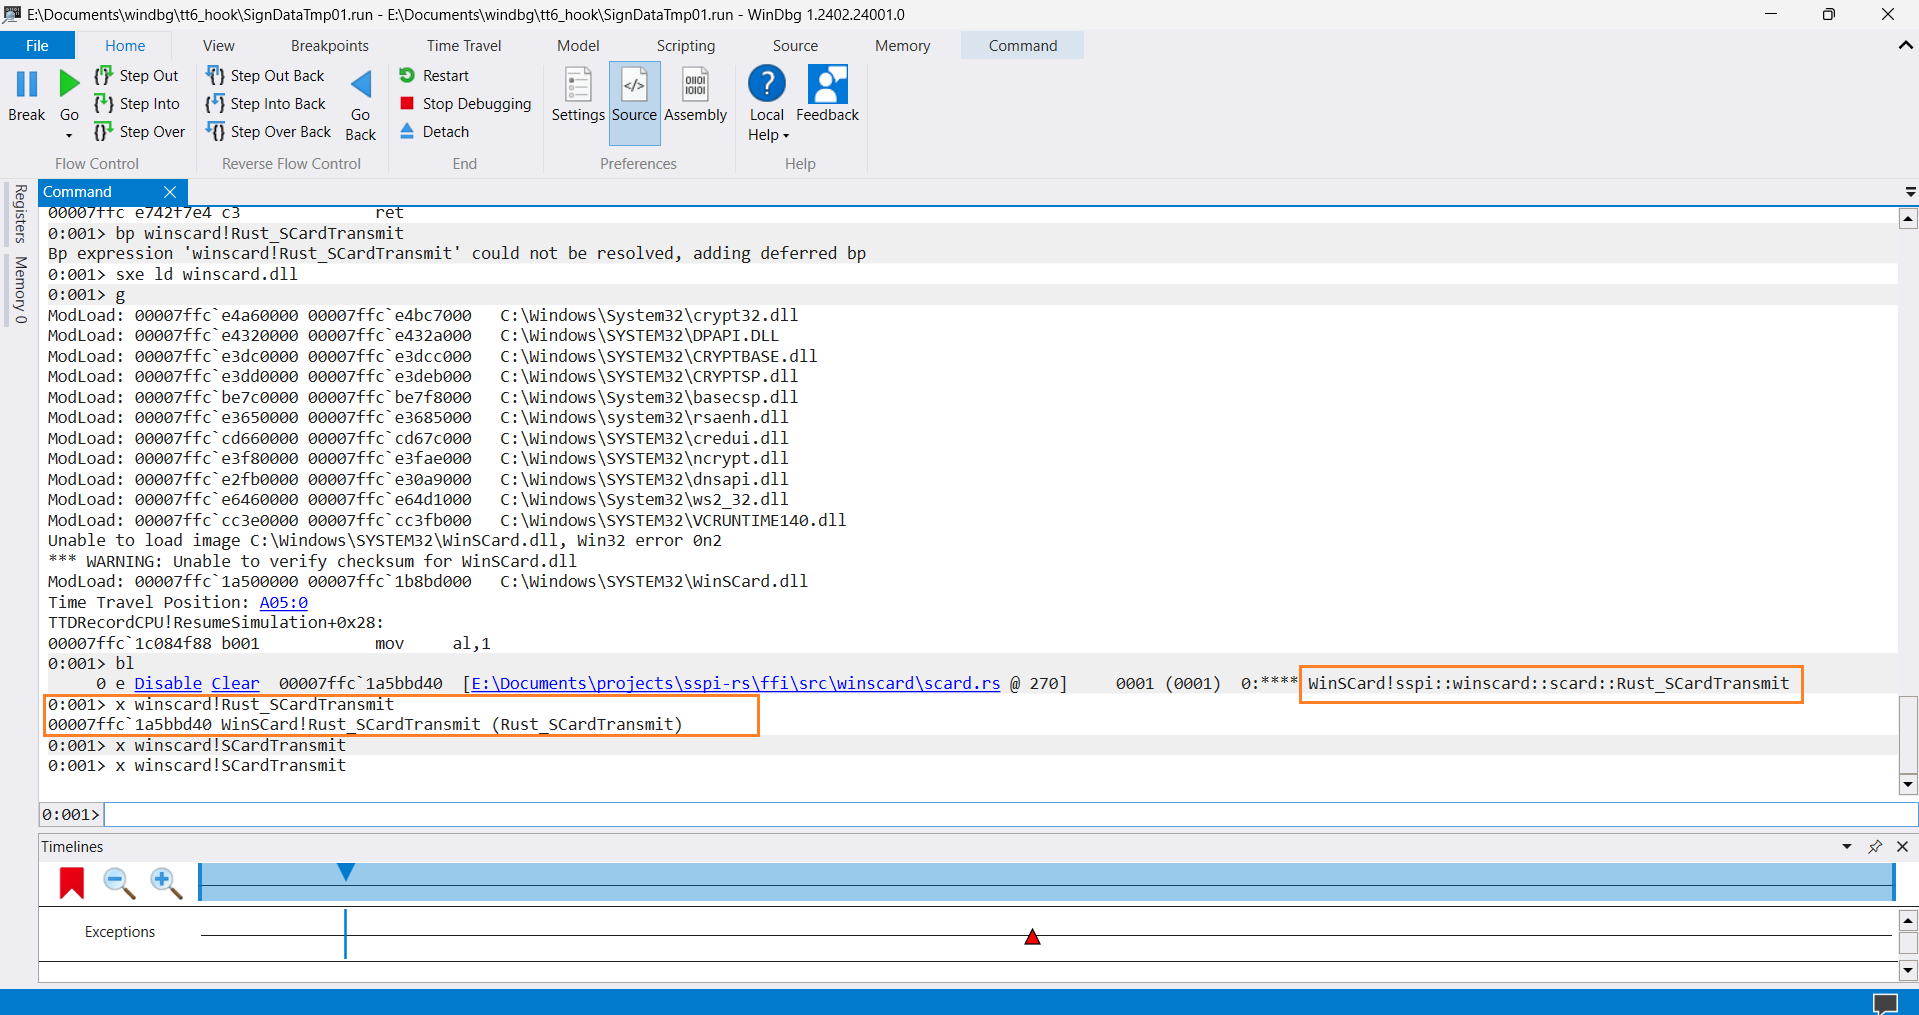 E:\Documents\windbg\tt6_hook\SignDataTmp01.run - E:\Documents\windbg\tt6_hook\SignDataTmp01.run - WinDbg 1.2402.24001.0
File Home View Breakpoints Time Travel Model Scripting Source Memory Command
Break
Go
Step Out
Step Into
Step Over
Flow Control
Step Out Back
Step Into Back
Step Over Back
Go
Back
Reverse Flow Control
Restart
Stop Debugging
Detach
End
Settings
Source
Assembly
Preferences
Local
Help
Feedback
Help
Registers
Memory 0
Command
00007ffc`e742f7e4 c3              ret
0:001> bp winscard!Rust_SCardTransmit
Bp expression 'winscard!Rust_SCardTransmit' could not be resolved, adding deferred bp
0:001> sxe ld winscard.dll
0:001> g
ModLoad: 00007ffc`e4a60000 00007ffc`e4bc7000   C:\Windows\System32\crypt32.dll
ModLoad: 00007ffc`e4320000 00007ffc`e432a000   C:\Windows\SYSTEM32\DPAPI.DLL
ModLoad: 00007ffc`e3dc0000 00007ffc`e3dcc000   C:\Windows\SYSTEM32\CRYPTBASE.dll
ModLoad: 00007ffc`e3dd0000 00007ffc`e3deb000   C:\Windows\SYSTEM32\CRYPTSP.dll
ModLoad: 00007ffc`be7c0000 00007ffc`be7f8000   C:\Windows\System32\basecsp.dll
ModLoad: 00007ffc`e3650000 00007ffc`e3685000   C:\Windows\system32\rsaenh.dll
ModLoad: 00007ffc`cd660000 00007ffc`cd67c000   C:\Windows\SYSTEM32\credui.dll
ModLoad: 00007ffc`e3f80000 00007ffc`e3fae000   C:\Windows\SYSTEM32\ncrypt.dll
ModLoad: 00007ffc`e2fb0000 00007ffc`e30a9000   C:\Windows\SYSTEM32\dnsapi.dll
ModLoad: 00007ffc`e6460000 00007ffc`e64d1000   C:\Windows\System32\ws2_32.dll
ModLoad: 00007ffc`cc3e0000 00007ffc`cc3fb000   C:\Windows\SYSTEM32\VCRUNTIME140.dll
Unable to load image C:\Windows\SYSTEM32\WinSCard.dll, Win32 error 0n2
*** WARNING: Unable to verify checksum for WinSCard.dll
ModLoad: 00007ffc`1a500000 00007ffc`1b8bd000   C:\Windows\SYSTEM32\WinSCard.dll
Time Travel Position: A05:0
TTDRecordCPU!ResumeSimulation+0x28:
00007ffc`1c084f88 b001            mov     al,1
0:001> bl
0 e Disable Clear  00007ffc`1a5bbd40  [E:\Documents\projects\sspi-rs\ffi\src\winscard\scard.rs @ 270]     0001 (0001)  0:**** WinSCard!sspi::winscard::scard::Rust_SCardTransmit
0:001> x winscard!Rust_SCardTransmit
00007ffc`1a5bbd40 WinSCard!Rust_SCardTransmit (Rust_SCardTransmit)
0:001> x winscard!SCardTransmit
0:001> x winscard!SCardTransmit
0:001>
Timelines
Exceptions